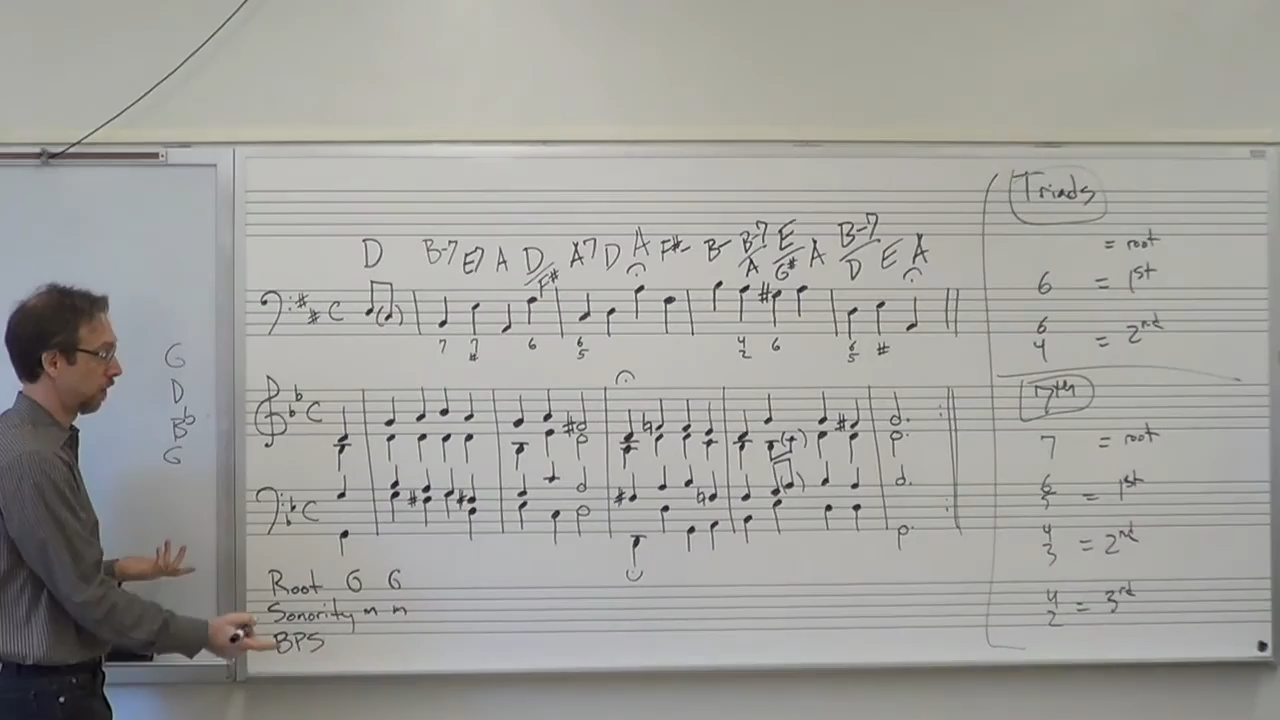 D B-7 E7 A D/F# A7 D A F#- B- B-7/A E/G# A B-7/D E A
# # C
7 7 # 6 6 5 4 2 6 6 5 #
b b C
b b C
Root G G
Sonority m m
BPS
G
D
Bb
G
Triads
= root
6 = 1st
6 4 = 2nd
7th
7 = root
6 5 = 1st
4 3 = 2nd
4 2 = 3rd